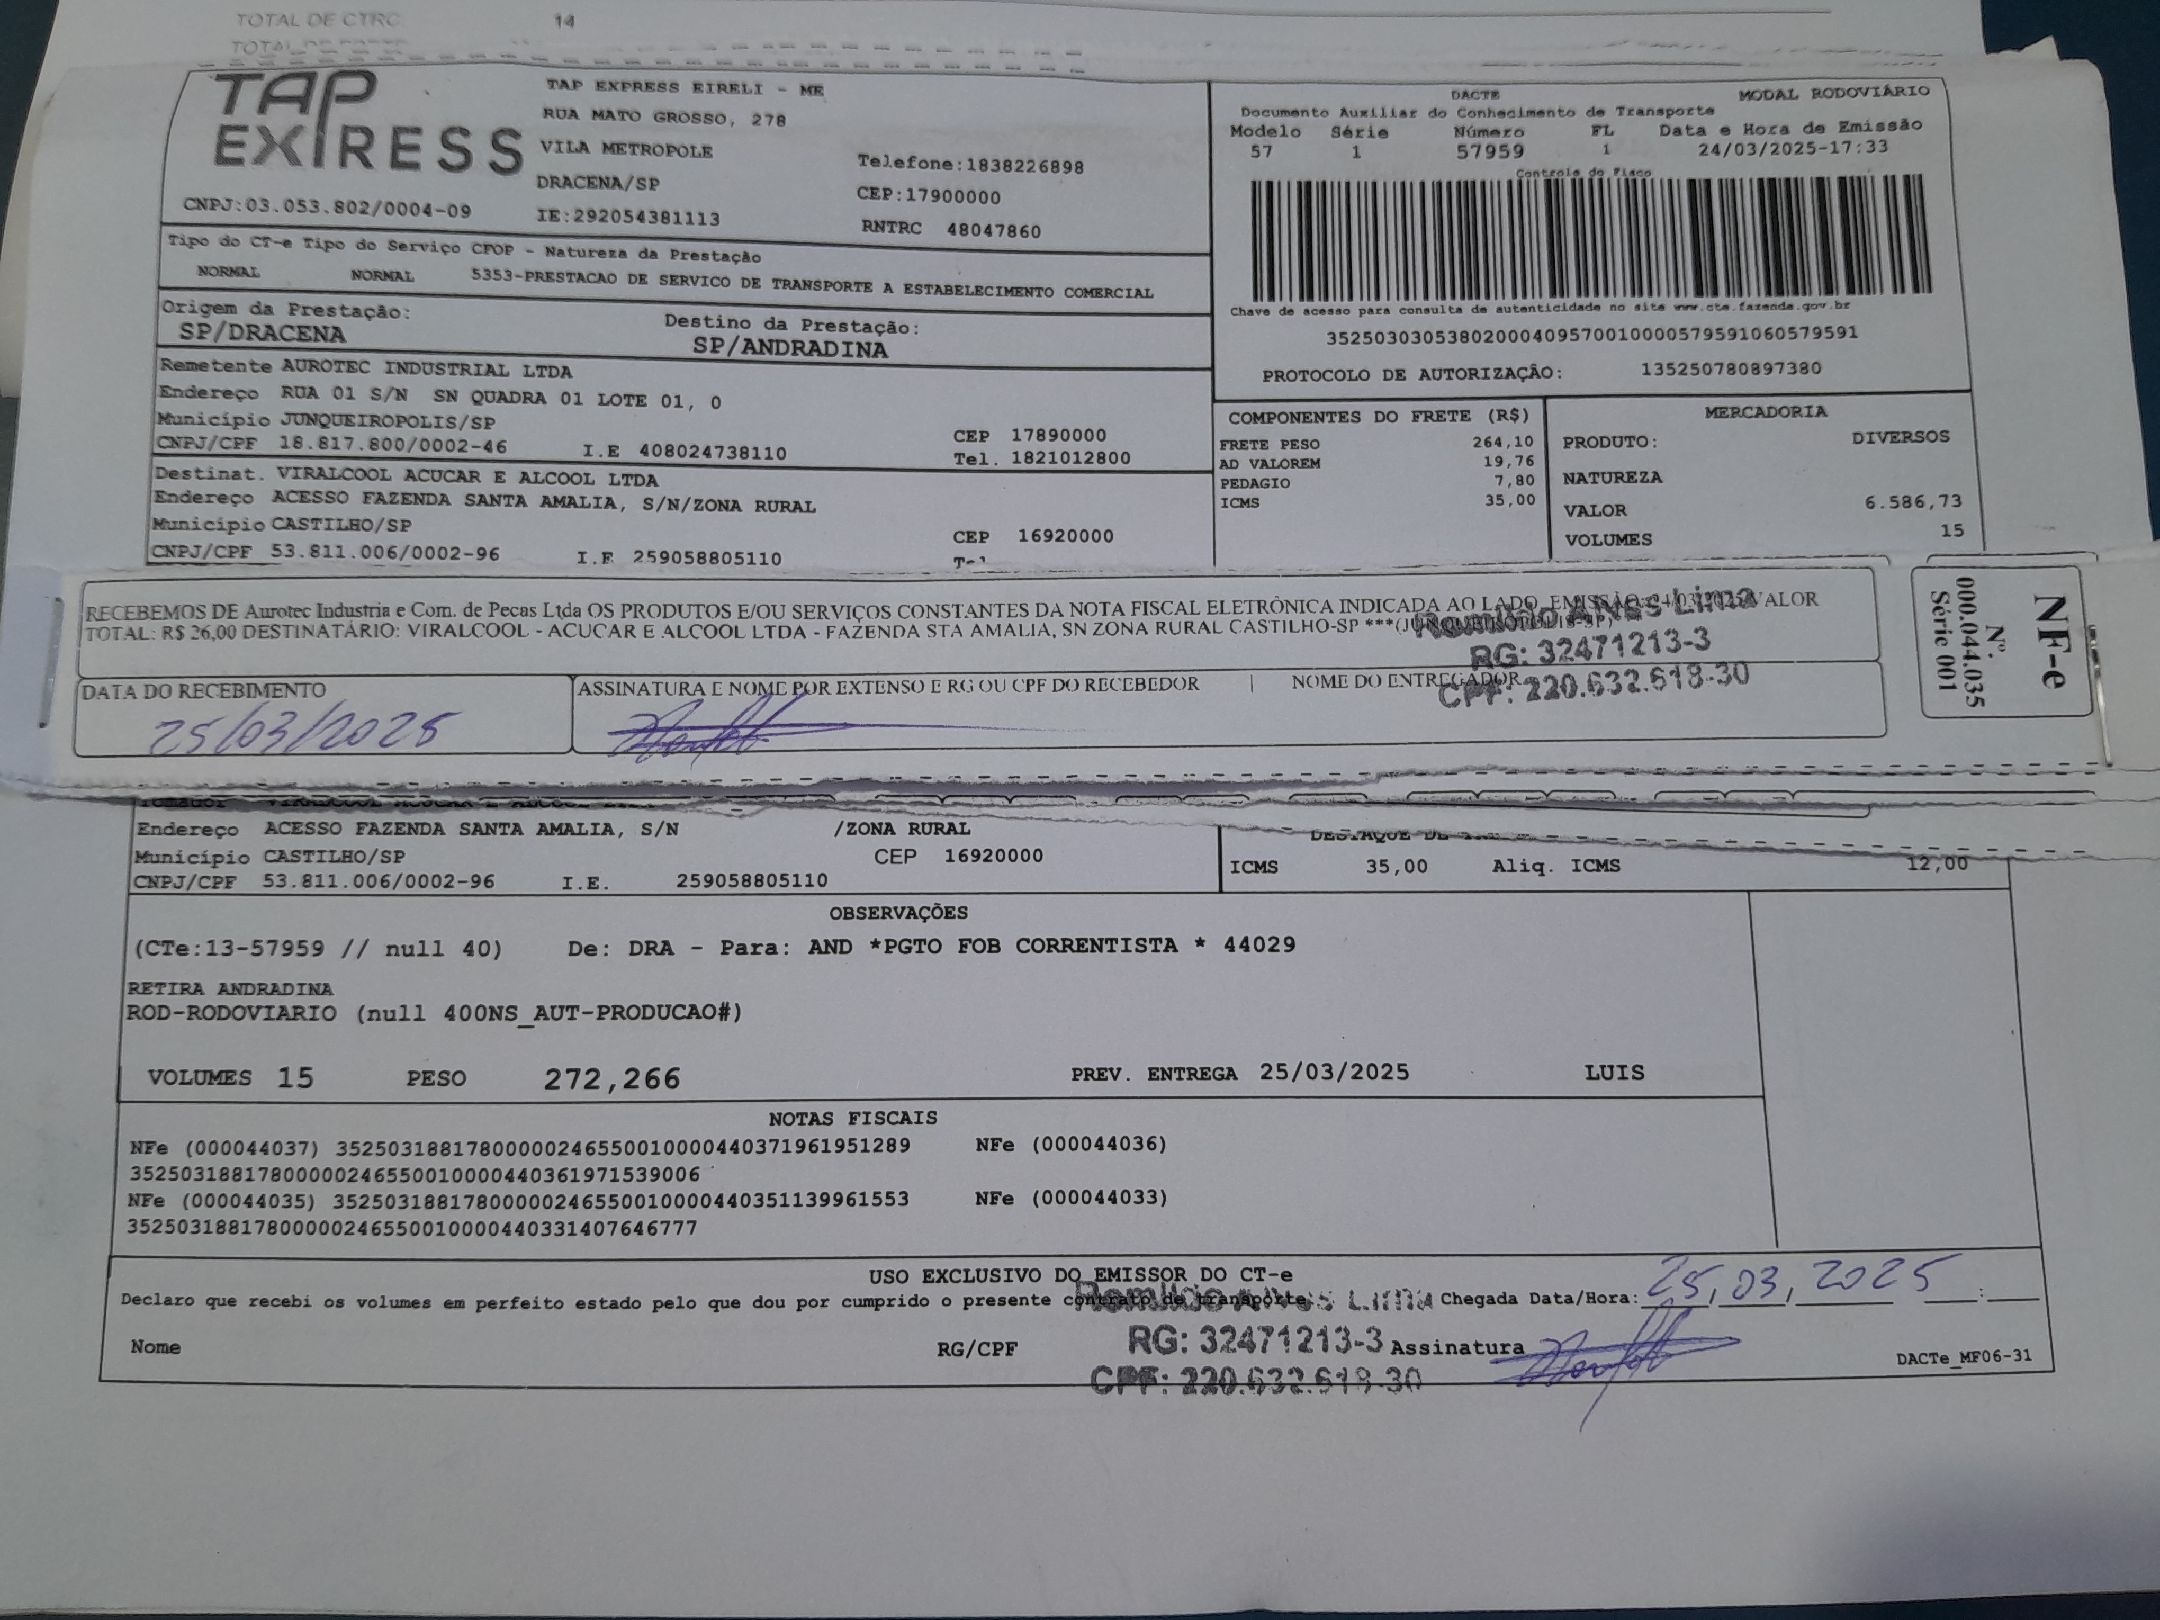 TOTAL DE CTRC 14
TAP EXPRESS
TAP EXPRESS EIRELI - ME
RUA MATO GROSSO, 278
VILA METROPOLE
Telefone:1838226898
DRACENA/SP
CEP:17900000
CNPJ:03.053.802/0004-09
IE:292054381113
RNTRC 48047860
DACTE MODAL RODOVIÁRIO
Documento Auxiliar do Conhecimento de Transporte
Modelo Série Número FL Data e Hora de Emissão
57 1 57959 1 24/03/2025-17:33
Controle do Fisco
Chave de acesso para consulta de autenticidade no site www.cte.fazenda.gov.br
35250303053802000409570010000579591060579591
PROTOCOLO DE AUTORIZAÇÃO: 135250780897380
Tipo do CT-e Tipo do Serviço CFOP - Natureza da Prestação
NORMAL NORMAL 5353-PRESTACAO DE SERVICO DE TRANSPORTE A ESTABELECIMENTO COMERCIAL
Origem da Prestação: Destino da Prestação:
SP/DRACENA SP/ANDRADINA
Remetente AUROTEC INDUSTRIAL LTDA
Endereço RUA 01 S/N SN QUADRA 01 LOTE 01, 0
Município JUNQUEIROPOLIS/SP CEP 17890000
CNPJ/CPF 18.817.800/0002-46 I.E 408024738110 Tel. 1821012800
Destinat. VIRALCOOL ACUCAR E ALCOOL LTDA
Endereço ACESSO FAZENDA SANTA AMALIA, S/N/ZONA RURAL
Município CASTILHO/SP CEP 16920000
CNPJ/CPF 53.811.006/0002-96 I.E 259058805110
COMPONENTES DO FRETE (R$)
FRETE PESO 264,10
AD VALOREM 19,76
PEDAGIO 7,80
ICMS 35,00
MERCADORIA
PRODUTO: DIVERSOS
NATUREZA
VALOR 6.586,73
VOLUMES 15
RECEBEMOS DE Aurotec Industria e Com. de Pecas Ltda OS PRODUTOS E/OU SERVIÇOS CONSTANTES DA NOTA FISCAL ELETRÔNICA INDICADA AO LADO. EMISSÃO: VALOR
TOTAL: R$ 26,00 DESTINATÁRIO: VIRALCOOL - ACUCAR E ALCOOL LTDA - FAZENDA STA AMALIA, SN ZONA RURAL CASTILHO-SP
Romildo Alves Lima
RG: 32471213-3
CPF: 220.632.618-30
DATA DO RECEBIMENTO
25/03/2025
ASSINATURA E NOME POR EXTENSO E RG OU CPF DO RECEBEDOR | NOME DO ENTREGADOR
NF-e
Nº.
000.044.035
Série 001
Endereço ACESSO FAZENDA SANTA AMALIA, S/N /ZONA RURAL
Município CASTILHO/SP CEP 16920000
CNPJ/CPF 53.811.006/0002-96 I.E. 259058805110
ICMS 35,00 Aliq. ICMS 12,00
OBSERVAÇÕES
(CTe:13-57959 // null 40) De: DRA - Para: AND *PGTO FOB CORRENTISTA * 44029
RETIRA ANDRADINA
ROD-RODOVIARIO (null 400NS_AUT-PRODUCAO#)
VOLUMES 15 PESO 272,266 PREV. ENTREGA 25/03/2025 LUIS
NOTAS FISCAIS
NFe (000044037) 35250318817800000246550010000440371961951289 NFe (000044036)
35250318817800000246550010000440361971539006
NFe (000044035) 35250318817800000246550010000440351139961553 NFe (000044033)
35250318817800000246550010000440331407646777
USO EXCLUSIVO DO EMISSOR DO CT-e
Declaro que recebi os volumes em perfeito estado pelo que dou por cumprido o presente contrato de transporte Chegada Data/Hora: 25,03,2025
Romildo Alves Lima
RG: 32471213-3
CPF: 220.632.618-30
Nome RG/CPF Assinatura
DACTe_MF06-31